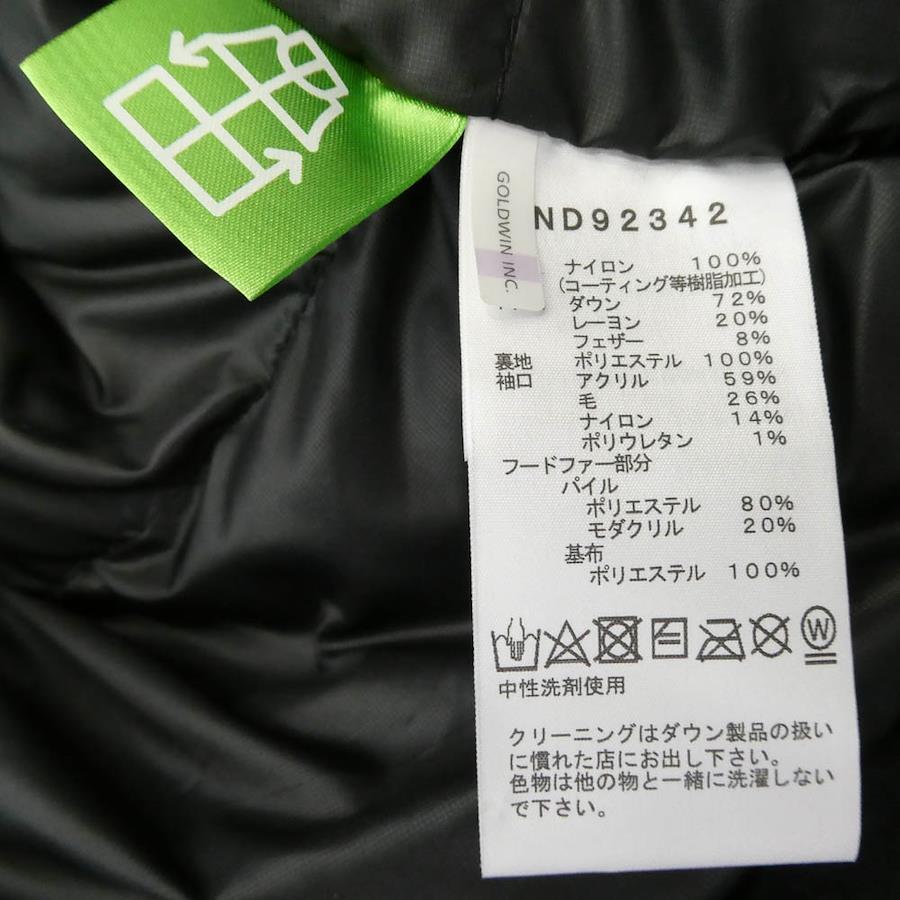 GOLDWIN INC.
ND92342
ナイロン 100%
(コーティング等樹脂加工)
ダウン 72%
レーヨン 20%
フェザー 8%
裏地 ポリエステル 100%
袖口 アクリル 59%
毛 26%
ナイロン 14%
ポリウレタン 1%
フードファー部分
パイル
ポリエステル 80%
モダクリル 20%
基布
ポリエステル 100%
W
中性洗剤使用
クリーニングはダウン製品の扱い
に慣れた店にお出し下さい。
色物は他の物と一緒に洗濯しない
で下さい。